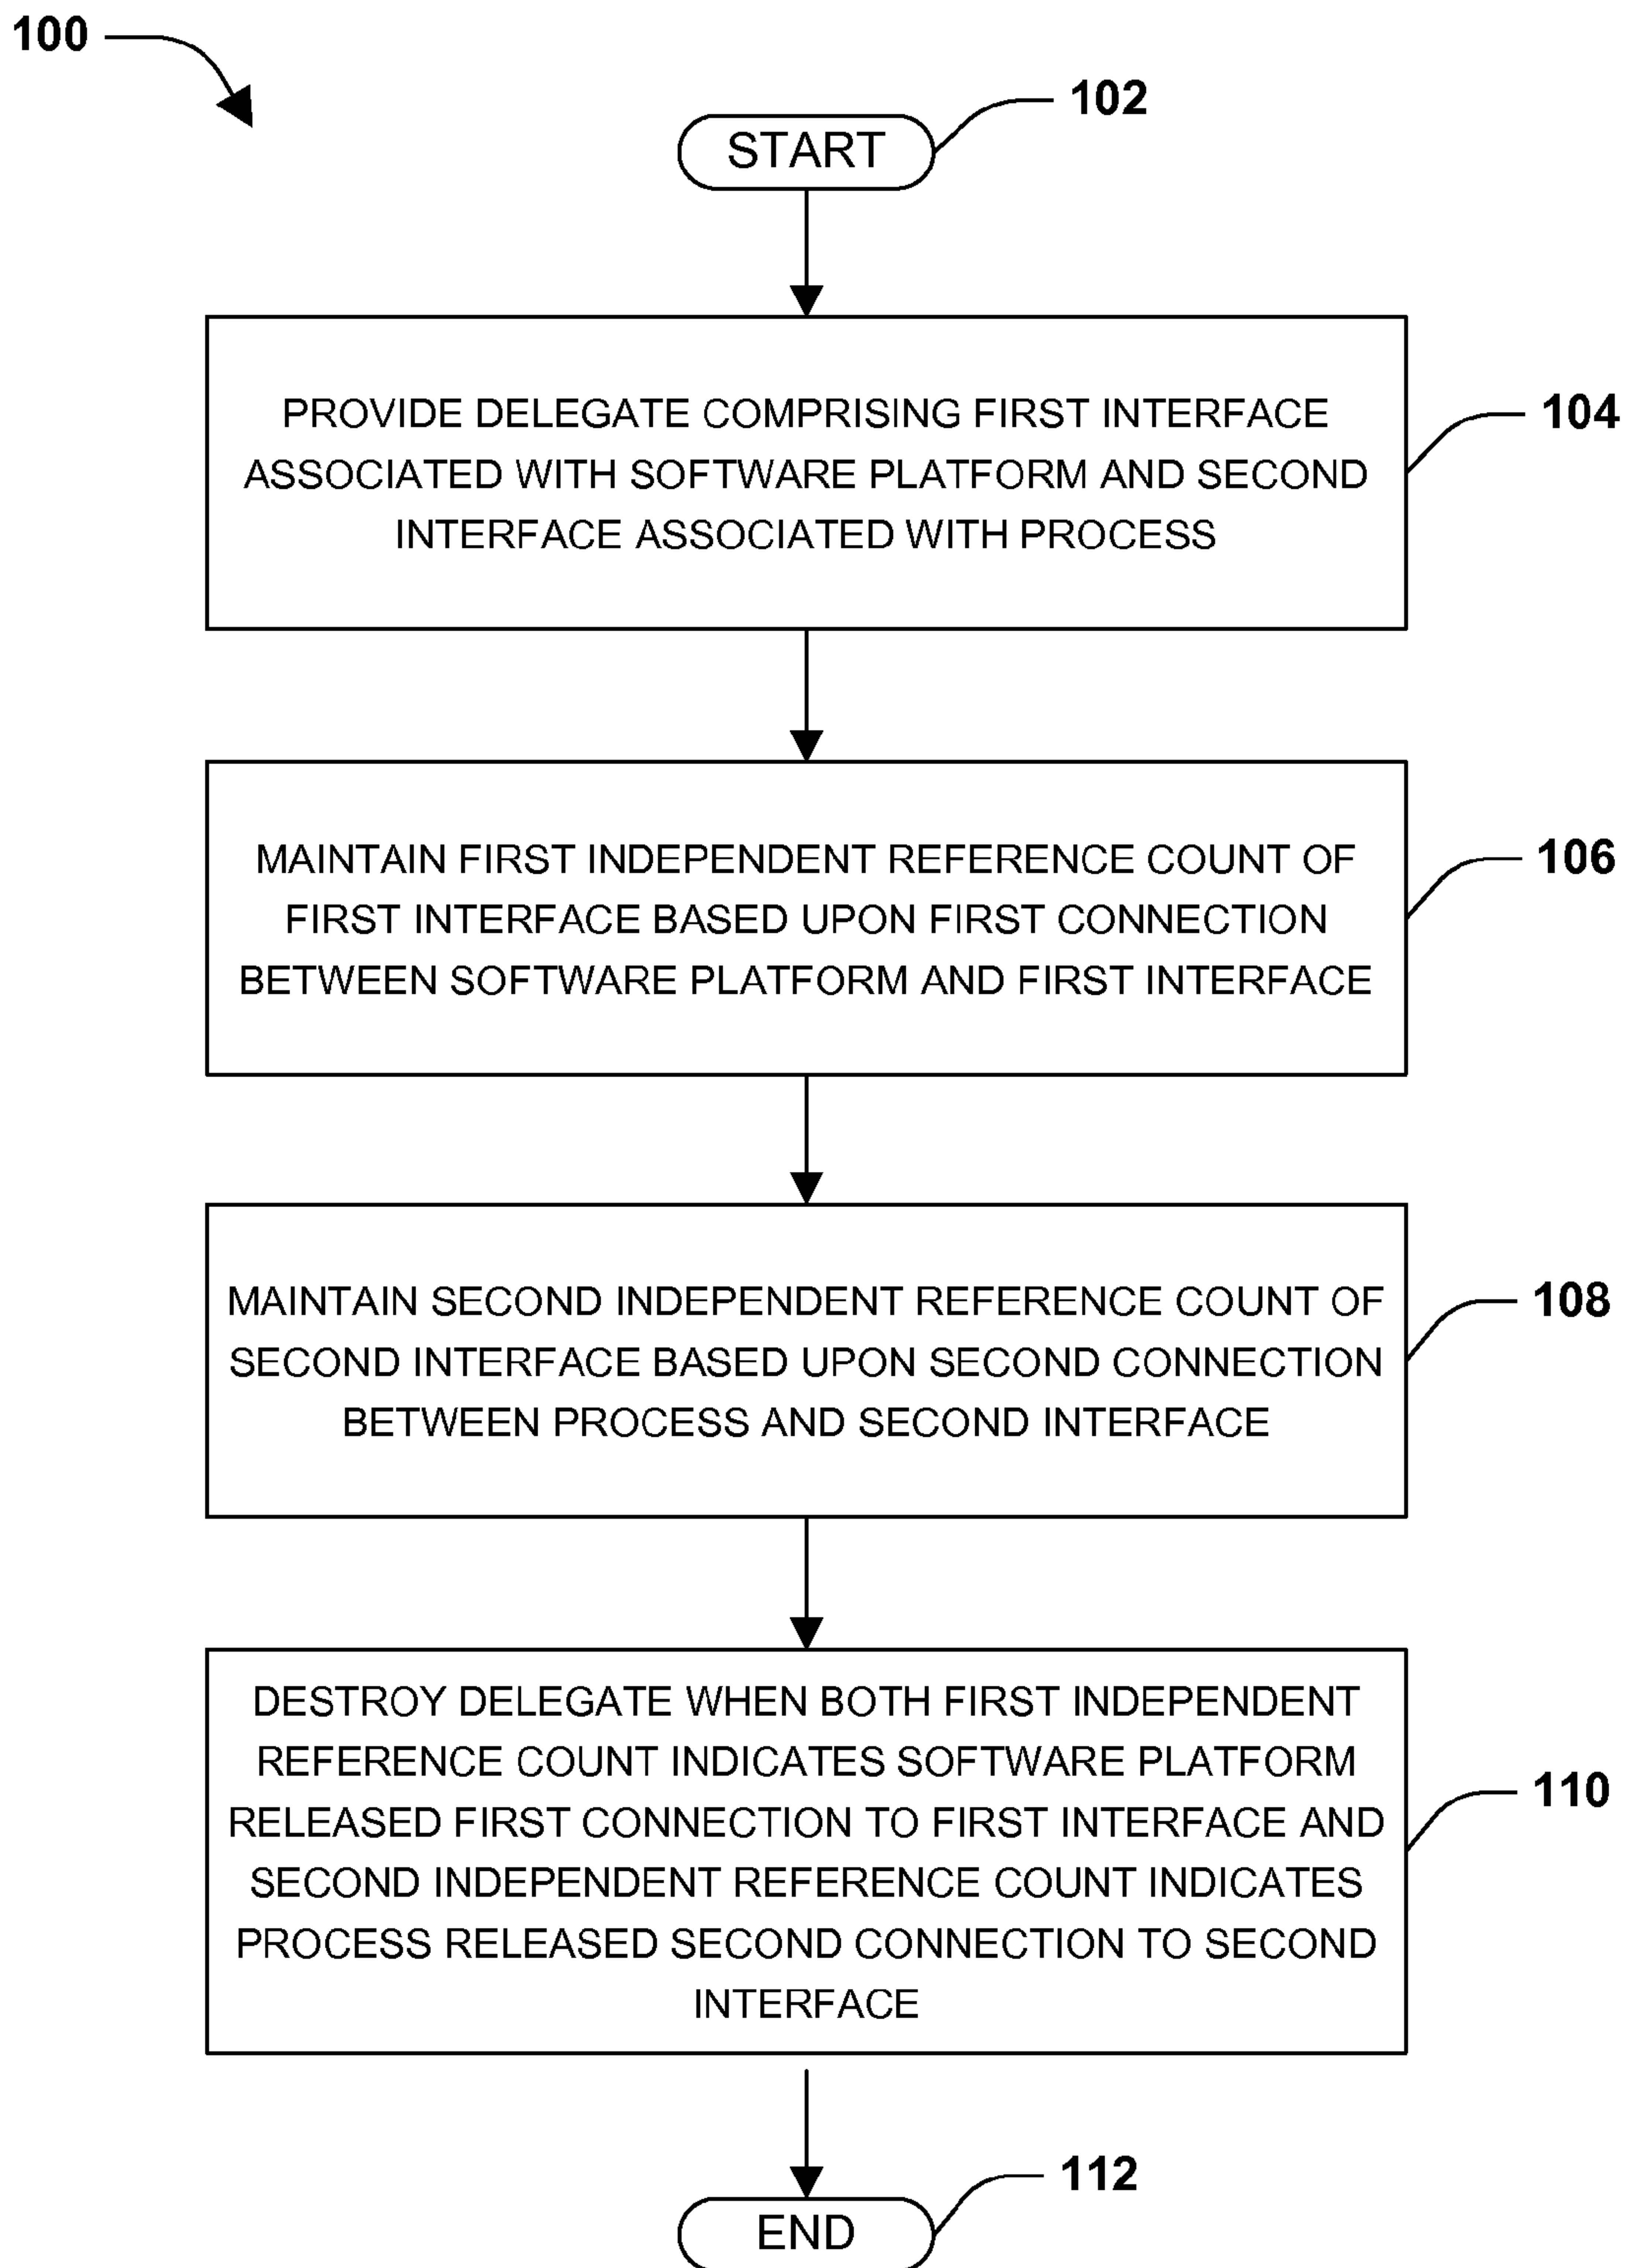 100
102
START
PROVIDE DELEGATE COMPRISING FIRST INTERFACE
ASSOCIATED WITH SOFTWARE PLATFORM AND SECOND
INTERFACE ASSOCIATED WITH PROCESS
104
MAINTAIN FIRST INDEPENDENT REFERENCE COUNT OF
FIRST INTERFACE BASED UPON FIRST CONNECTION
BETWEEN SOFTWARE PLATFORM AND FIRST INTERFACE
106
MAINTAIN SECOND INDEPENDENT REFERENCE COUNT OF
SECOND INTERFACE BASED UPON SECOND CONNECTION
BETWEEN PROCESS AND SECOND INTERFACE
108
DESTROY DELEGATE WHEN BOTH FIRST INDEPENDENT
REFERENCE COUNT INDICATES SOFTWARE PLATFORM
RELEASED FIRST CONNECTION TO FIRST INTERFACE AND
SECOND INDEPENDENT REFERENCE COUNT INDICATES
PROCESS RELEASED SECOND CONNECTION TO SECOND
INTERFACE
110
112
END